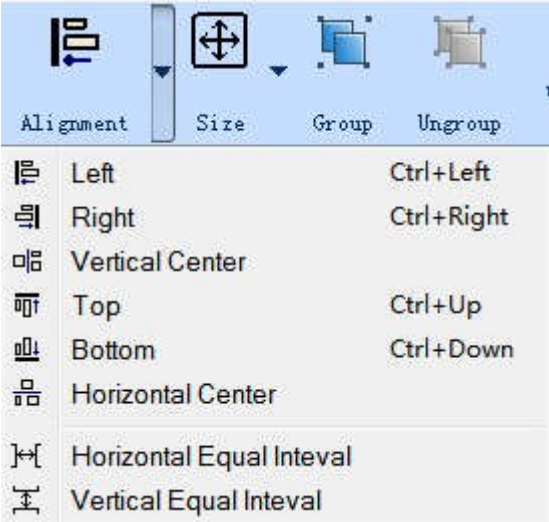 Alignment Size Group Ungroup
Left Ctrl+Left
Right Ctrl+Right
Vertical Center
Top Ctrl+Up
Bottom Ctrl+Down
Horizontal Center
Horizontal Equal Inteval
Vertical Equal Inteval